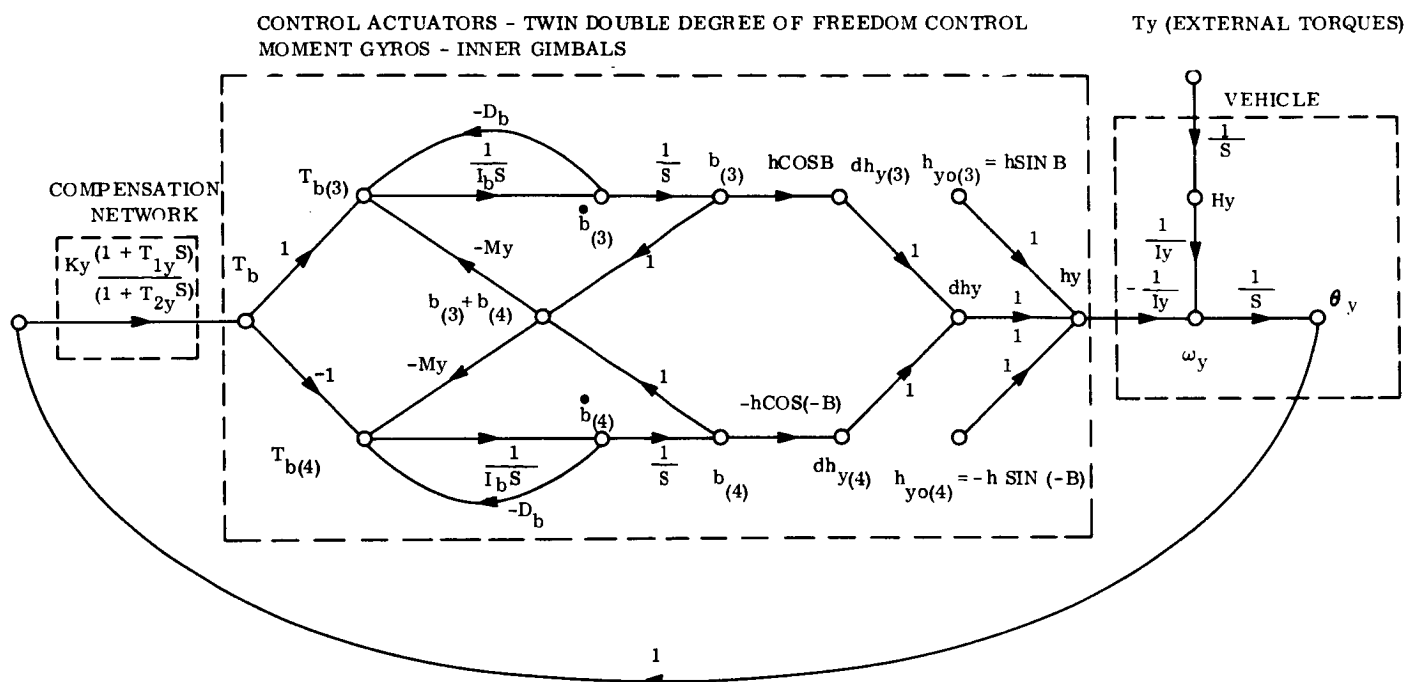 CONTROL ACTUATORS - TWIN DOUBLE DEGREE OF FREEDOM CONTROL
MOMENT GYROS - INNER GIMBALS
Ty (EXTERNAL TORQUES)
VEHICLE
-D_b
1/S
1/(I_b S)
1/S
b_(3)
hCOSB
dh_y(3)
h_yo(3) = hSIN B
T_b(3)
ḃ_(3)
Hy
COMPENSATION
NETWORK
Ky (1 + T_1y S)/(1 + T_2y S)
T_b
1
-My
1
1
1
1/Iy
b_(3) + b_(4)
dhy
1
hy
-1/Iy
1/S
θ_y
1
-1
-My
1
1
1
ω_y
ḃ_(4)
-hCOS(-B)
T_b(4)
1/(I_b S)
1/S
b_(4)
dh_y(4)
h_yo(4) = -h SIN (-B)
-D_b
1